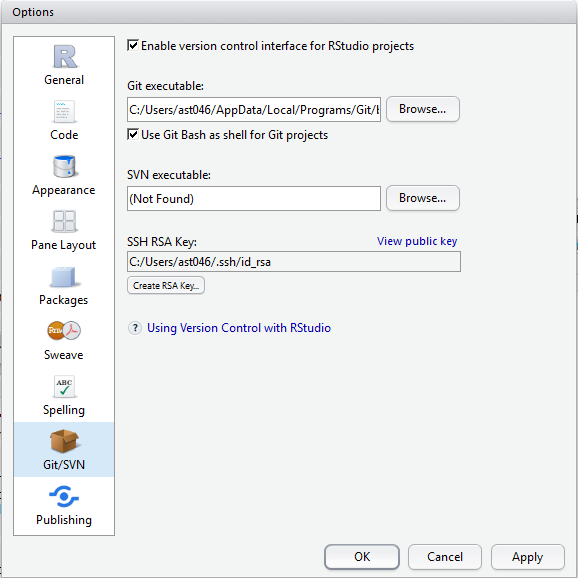 Options
General
Code
Appearance
Pane Layout
Packages
Rnw
Sweave
ABC
Spelling
Git/SVN
Publishing
Enable version control interface for RStudio projects
Git executable:
C:/Users/ast046/AppData/Local/Programs/Git/b
Browse...
Use Git Bash as shell for Git projects
SVN executable:
(Not Found)
Browse...
SSH RSA Key:
View public key
C:/Users/ast046/.ssh/id_rsa
Create RSA Key...
? Using Version Control with RStudio
OK
Cancel
Apply